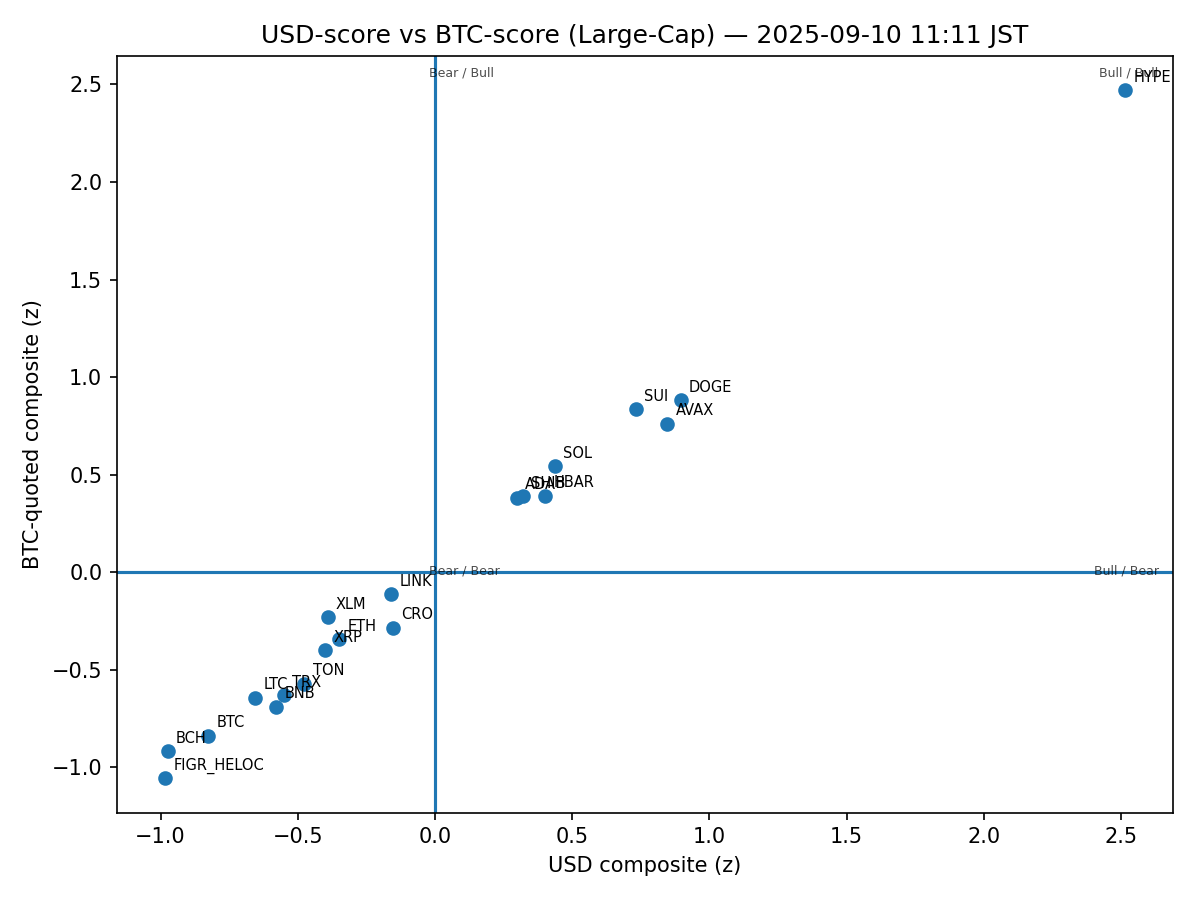 USD-score vs BTC-score (Large-Cap) — 2025-09-10 11:11 JST
Bear / Bull
Bull / Bull
HYPE
2.5
2.0
1.5
1.0
0.5
0.0
−0.5
−1.0
BTC-quoted composite (z)
DOGE
SUI
AVAX
SOL
ADA
SHIB
HBAR
Bear / Bear
Bull / Bear
LINK
XLM
CRO
ETH
XRP
TON
LTC
TRX
BNB
BTC
BCH
FIGR_HELOC
−1.0
−0.5
0.0
0.5
1.0
1.5
2.0
2.5
USD composite (z)